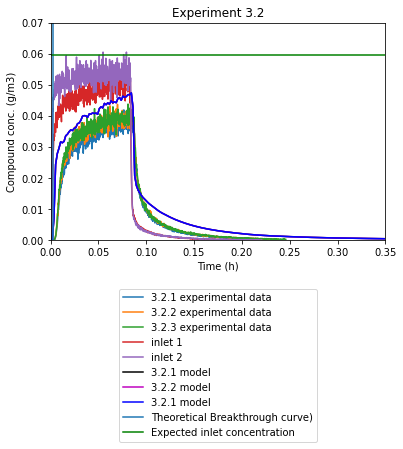 Experiment 3.2
Compound conc. (g/m3)
0.07
0.06
0.05
0.04
0.03
0.02
0.01
0.00
0.00 0.05 0.10 0.15 0.20 0.25 0.30 0.35
Time (h)
3.2.1 experimental data
3.2.2 experimental data
3.2.3 experimental data
inlet 1
inlet 2
3.2.1 model
3.2.2 model
3.2.1 model
Theoretical Breakthrough curve)
Expected inlet concentration